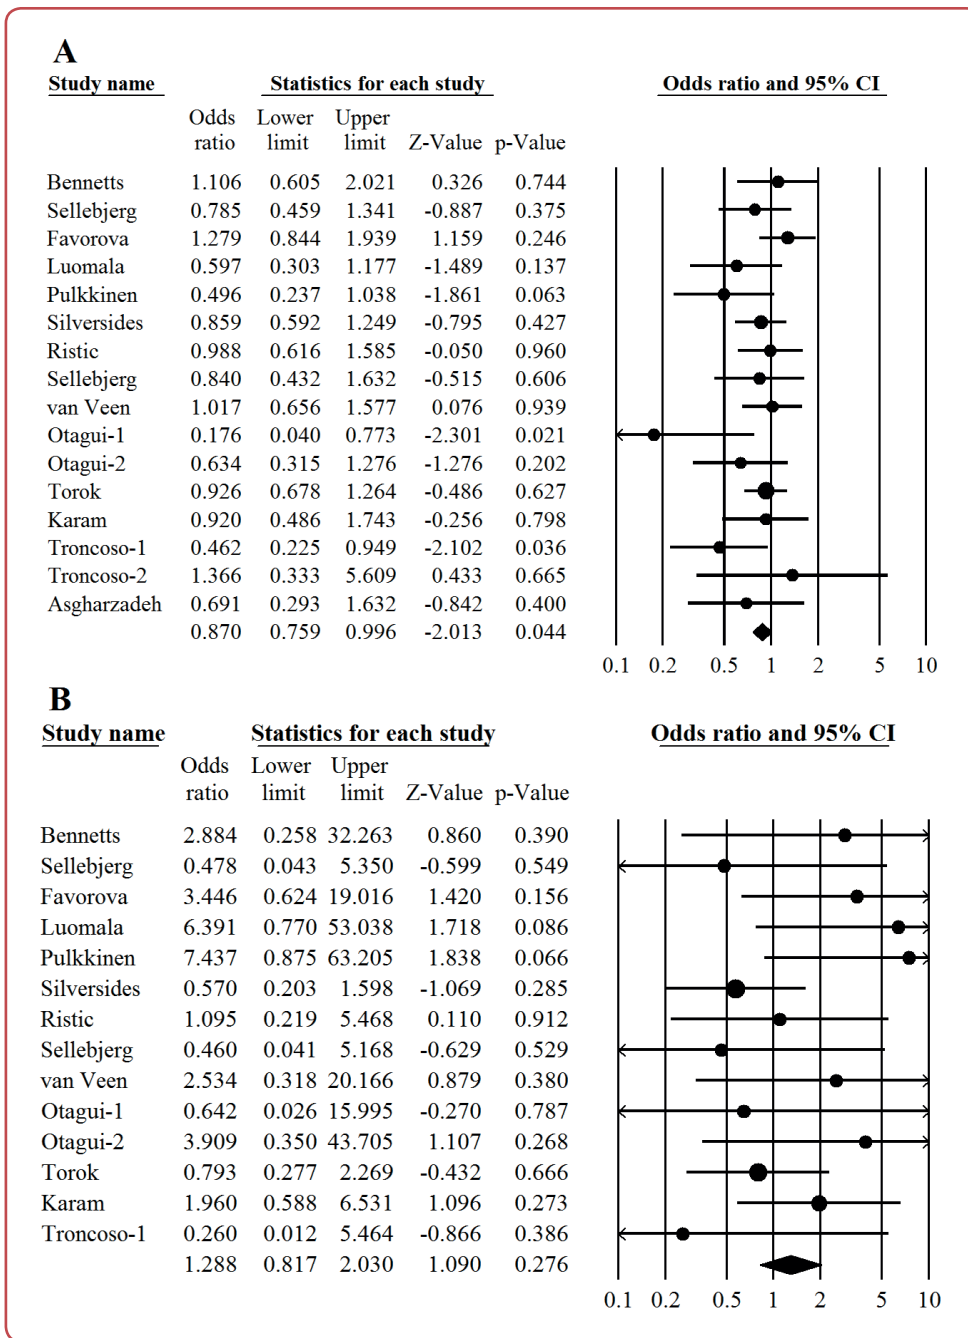 A
Study name Statistics for each study Odds ratio and 95% CI
Odds Lower Upper
ratio limit limit Z-Value p-Value
Bennetts 1.106 0.605 2.021 0.326 0.744
Sellebjerg 0.785 0.459 1.341 -0.887 0.375
Favorova 1.279 0.844 1.939 1.159 0.246
Luomala 0.597 0.303 1.177 -1.489 0.137
Pulkkinen 0.496 0.237 1.038 -1.861 0.063
Silversides 0.859 0.592 1.249 -0.795 0.427
Ristic 0.988 0.616 1.585 -0.050 0.960
Sellebjerg 0.840 0.432 1.632 -0.515 0.606
van Veen 1.017 0.656 1.577 0.076 0.939
Otagui-1 0.176 0.040 0.773 -2.301 0.021
Otagui-2 0.634 0.315 1.276 -1.276 0.202
Torok 0.926 0.678 1.264 -0.486 0.627
Karam 0.920 0.486 1.743 -0.256 0.798
Troncoso-1 0.462 0.225 0.949 -2.102 0.036
Troncoso-2 1.366 0.333 5.609 0.433 0.665
Asgharzadeh 0.691 0.293 1.632 -0.842 0.400
0.870 0.759 0.996 -2.013 0.044
0.1 0.2 0.5 1 2 5 10
B
Study name Statistics for each study Odds ratio and 95% CI
Odds Lower Upper
ratio limit limit Z-Value p-Value
Bennetts 2.884 0.258 32.263 0.860 0.390
Sellebjerg 0.478 0.043 5.350 -0.599 0.549
Favorova 3.446 0.624 19.016 1.420 0.156
Luomala 6.391 0.770 53.038 1.718 0.086
Pulkkinen 7.437 0.875 63.205 1.838 0.066
Silversides 0.570 0.203 1.598 -1.069 0.285
Ristic 1.095 0.219 5.468 0.110 0.912
Sellebjerg 0.460 0.041 5.168 -0.629 0.529
van Veen 2.534 0.318 20.166 0.879 0.380
Otagui-1 0.642 0.026 15.995 -0.270 0.787
Otagui-2 3.909 0.350 43.705 1.107 0.268
Torok 0.793 0.277 2.269 -0.432 0.666
Karam 1.960 0.588 6.531 1.096 0.273
Troncoso-1 0.260 0.012 5.464 -0.866 0.386
1.288 0.817 2.030 1.090 0.276
0.1 0.2 0.5 1 2 5 10